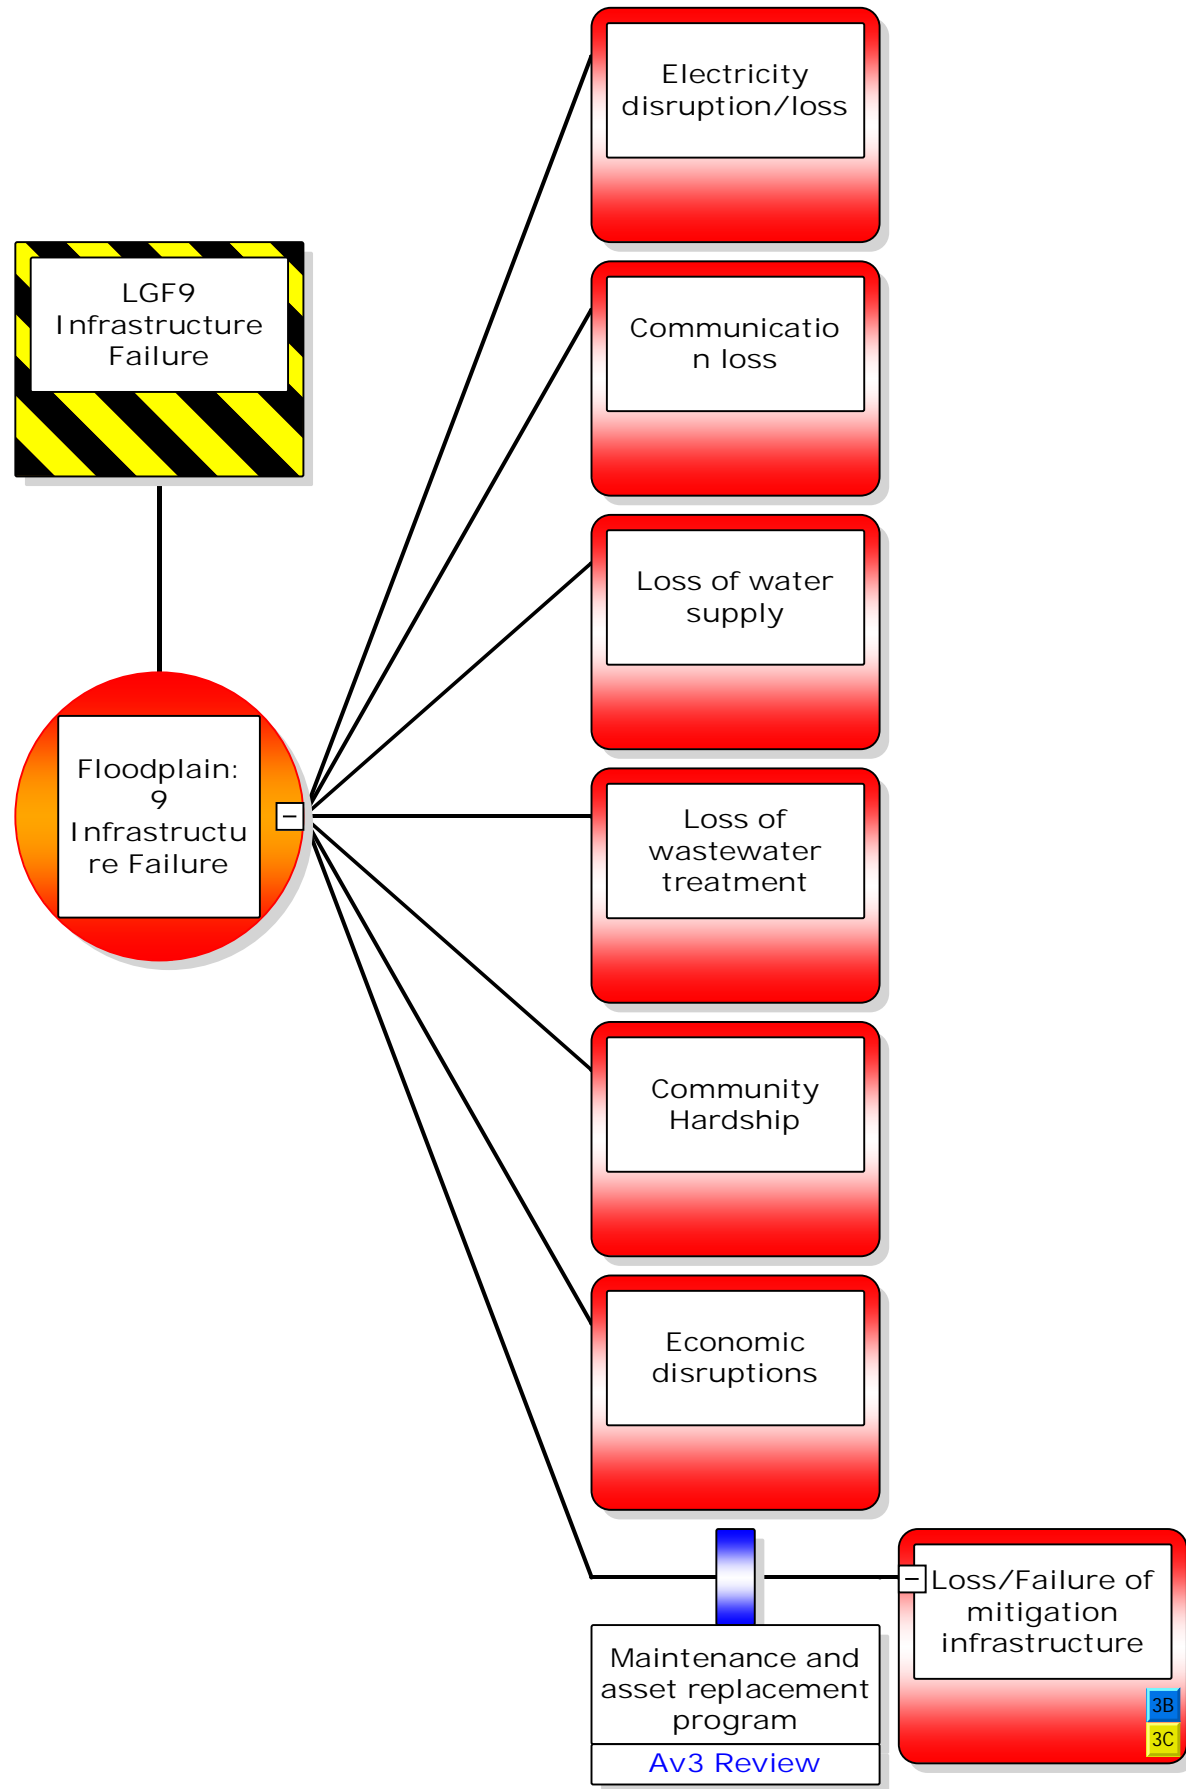 Electricity
disruption/loss
LGF9
Infrastructure
Failure
Communicatio
n loss
Loss of water
supply
Floodplain:
9
Infrastructu
re Failure
Loss of
wastewater
treatment
Community
Hardship
Economic
disruptions
Loss/Failure of
mitigation
infrastructure
3B
3C
Maintenance and
asset replacement
program
Av3 Review